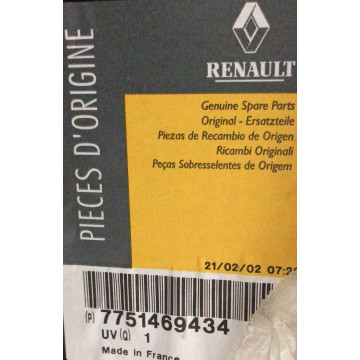 PIECES D'ORIGINE
RENAULT
Genuine Spare Parts
Original - Ersatzteile
Piezas de Recambio de Origen
Ricambi Originali
Peças Sobresselentes de Origem
21/02/02
(P) 7751469434
UV(Q) 1
Made in France